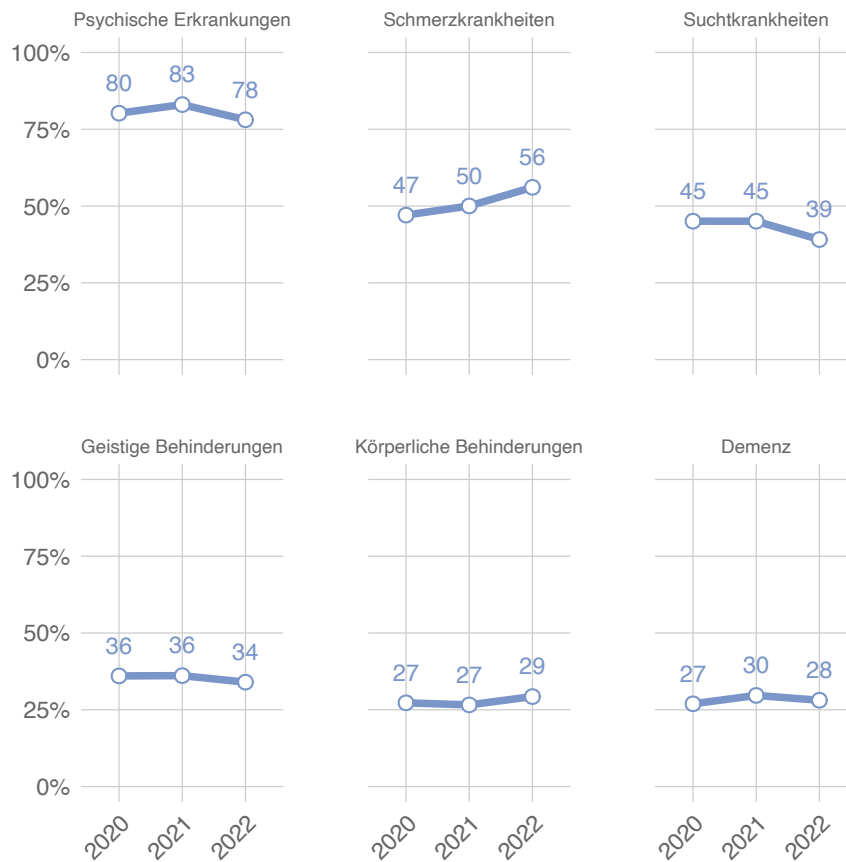 Psychische Erkrankungen Schmerzkrankheiten Suchtkrankheiten
100%
80 83 78
75%
47 50 56
45 45 39
50%
25%
0%
Geistige Behinderungen Körperliche Behinderungen Demenz
100%
75%
50%
36 36 34
27 27 29
27 30 28
25%
0%
2020 2021 2022 2020 2021 2022 2020 2021 2022